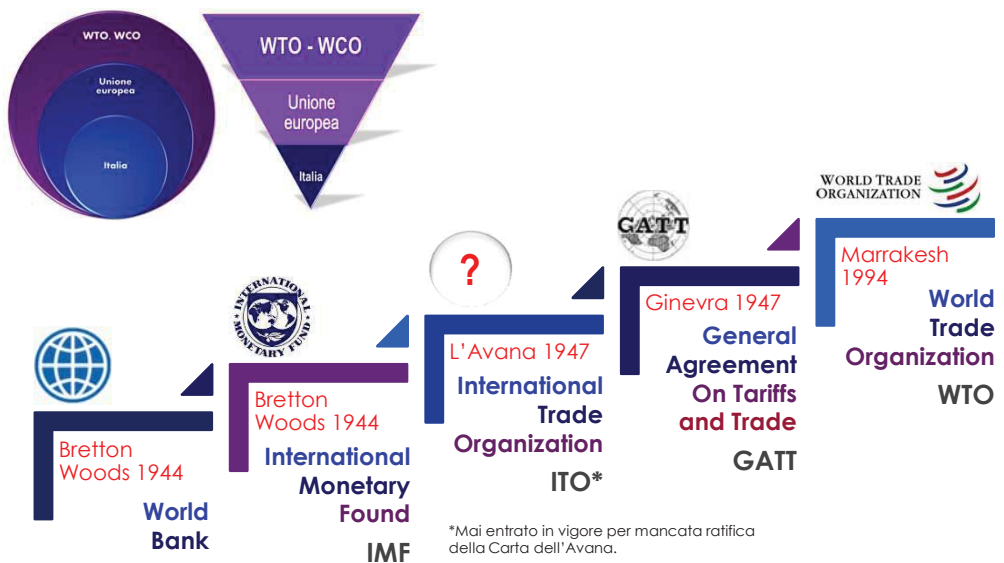 WTO, WCO
Unione
europea
Italia
WTO - WCO
Unione
europea
Italia
Bretton
Woods 1944
World
Bank
INTERNATIONAL
MONETARY FUND
Bretton
Woods 1944
International
Monetary
Found
IMF
?
L'Avana 1947
International
Trade
Organization
ITO*
*Mai entrato in vigore per mancata ratifica
della Carta dell'Avana.
GATT
Ginevra 1947
General
Agreement
On Tariffs
and Trade
GATT
WORLD TRADE
ORGANIZATION
Marrakesh
1994
World
Trade
Organization
WTO